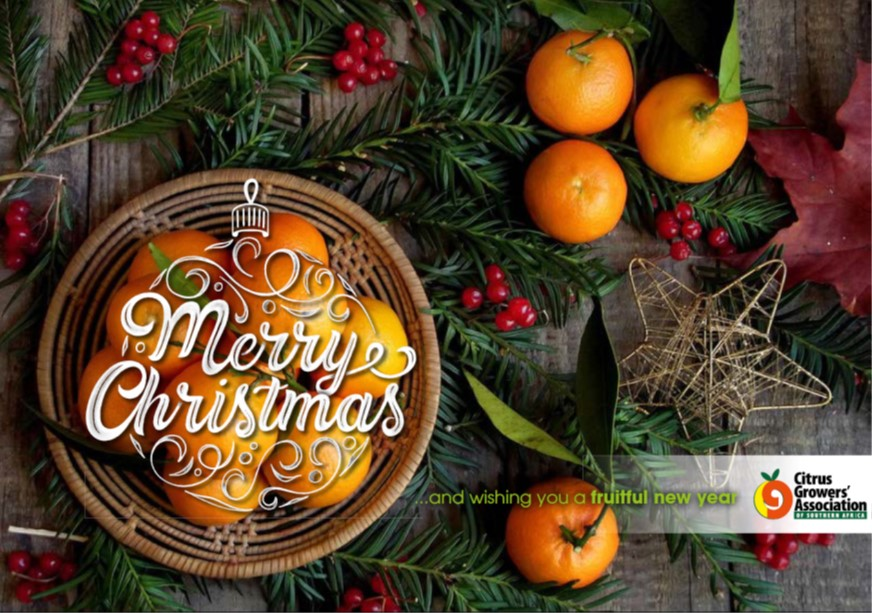 Merry
Christmas
...and wishing you a fruitful new year
Citrus
Growers'
Association
OF SOUTHERN AFRICA